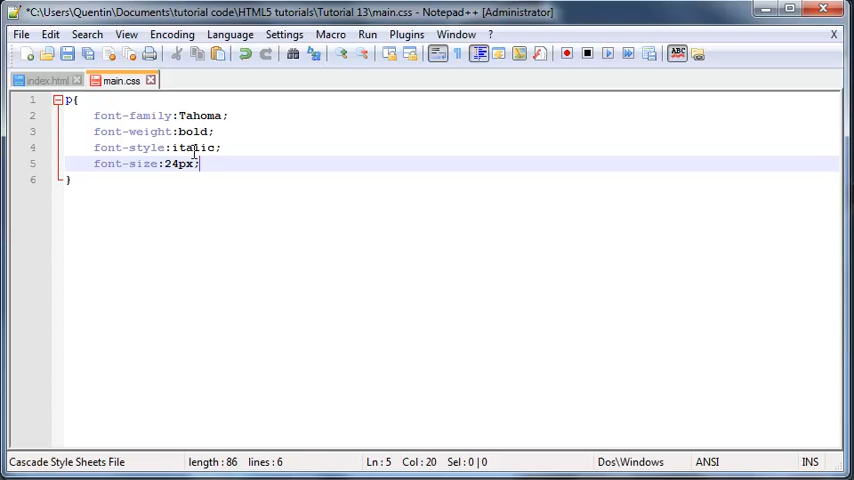 *C:\Users\Quentin\Documents\tutorial code\HTML5 tutorials\Tutorial 13\main.css - Notepad++ [Administrator]
File Edit Search View Encoding Language Settings Macro Run Plugins Window ? X
ABC
index.html main.css
1 p{
2 font-family:Tahoma;
3 font-weight:bold;
4 font-style:italic;
5 font-size:24px;
6 }
Cascade Style Sheets File length : 86 lines : 6 Ln : 5 Col : 20 Sel : 0 | 0 Dos\Windows ANSI INS